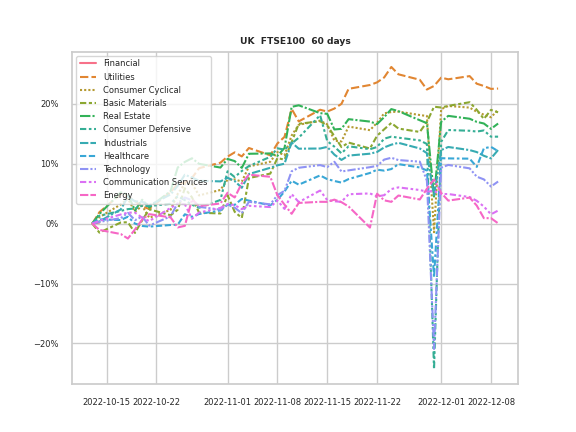 UK FTSE100 60 days
Financial
Utilities
Consumer Cyclical
Basic Materials
Real Estate
Consumer Defensive
Industrials
Healthcare
Technology
Communication Services
Energy
20%
10%
0%
−10%
−20%
2022-10-15 2022-10-22 2022-11-01 2022-11-08 2022-11-15 2022-11-22 2022-12-01 2022-12-08